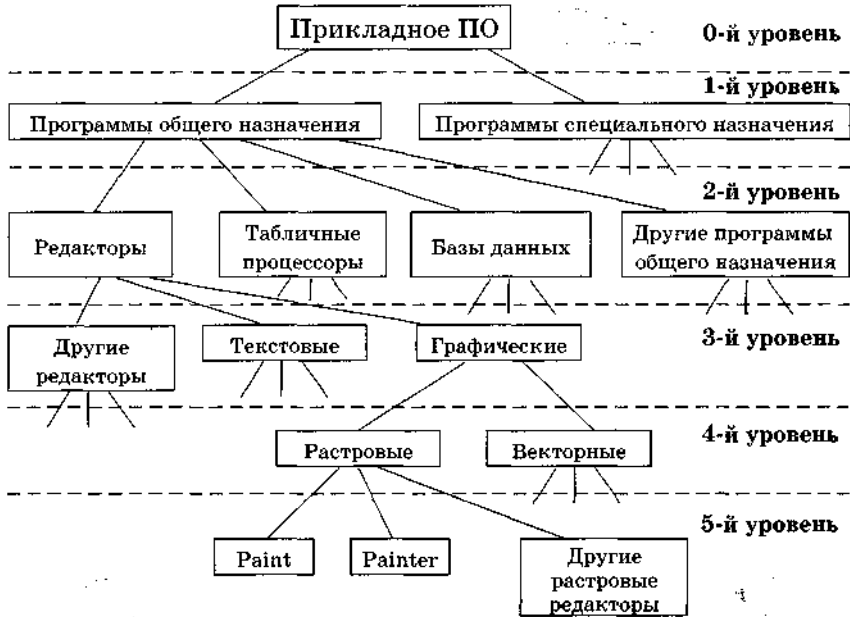 Прикладное ПО
0-й уровень
1-й уровень
Программы общего назначения
Программы специального назначения
2-й уровень
Редакторы
Табличные
процессоры
Базы данных
Другие программы
общего назначения
3-й уровень
Другие
редакторы
Текстовые
Графические
4-й уровень
Растровые
Векторные
5-й уровень
Paint
Painter
Другие
растровые
редакторы